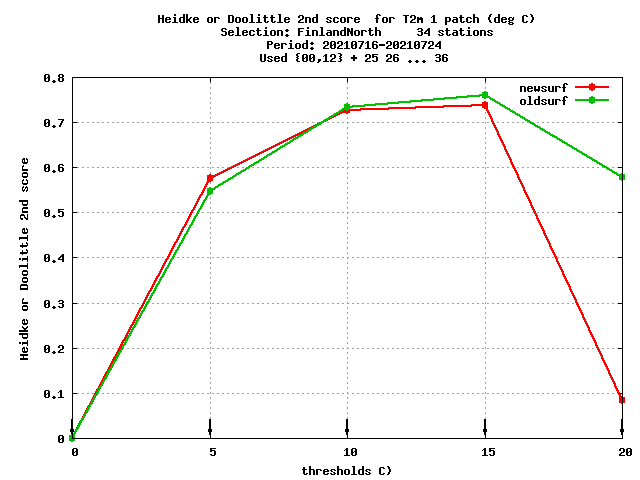 Heidke or Doolittle 2nd score  for T2m 1 patch (deg C)
Selection: FinlandNorth     34 stations
Period: 20210716-20210724
Used {00,12} + 25 26 ... 36
newsurf
oldsurf
0.8
0.7
0.6
0.5
0.4
0.3
0.2
0.1
0
Heidke or Doolittle 2nd score
0 5 10 15 20
thresholds C)